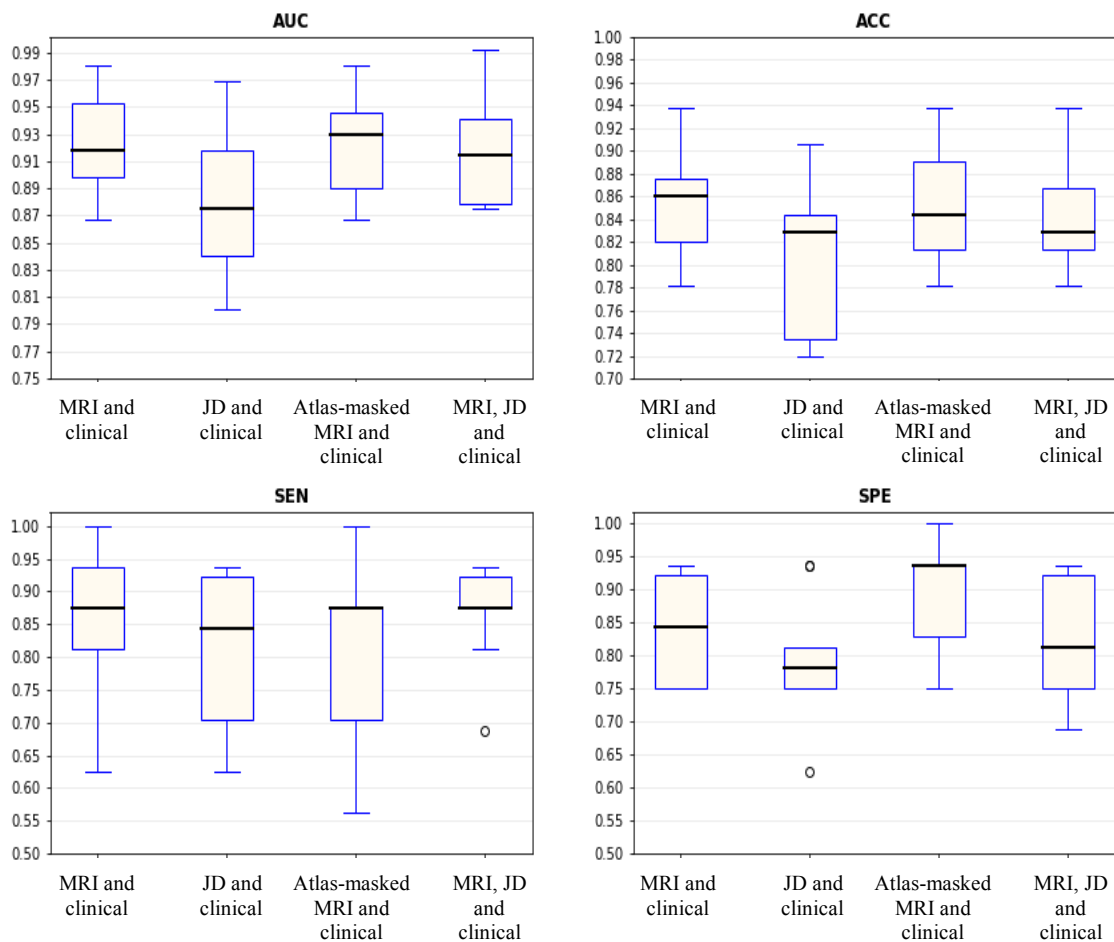 AUC
0.99
0.97
0.95
0.93
0.91
0.89
0.87
0.85
0.83
0.81
0.79
0.77
0.75
MRI and
clinical
JD and
clinical
Atlas-masked
MRI and
clinical
MRI, JD
and
clinical
ACC
1.00
0.98
0.96
0.94
0.92
0.90
0.88
0.86
0.84
0.82
0.80
0.78
0.76
0.74
0.72
0.70
MRI and
clinical
JD and
clinical
Atlas-masked
MRI and
clinical
MRI, JD
and
clinical
SEN
1.00
0.95
0.90
0.85
0.80
0.75
0.70
0.65
0.60
0.55
0.50
MRI and
clinical
JD and
clinical
Atlas-masked
MRI and
clinical
MRI, JD
and
clinical
SPE
1.00
0.95
0.90
0.85
0.80
0.75
0.70
0.65
0.60
0.55
0.50
MRI and
clinical
JD and
clinical
Atlas-masked
MRI and
clinical
MRI, JD
and
clinical